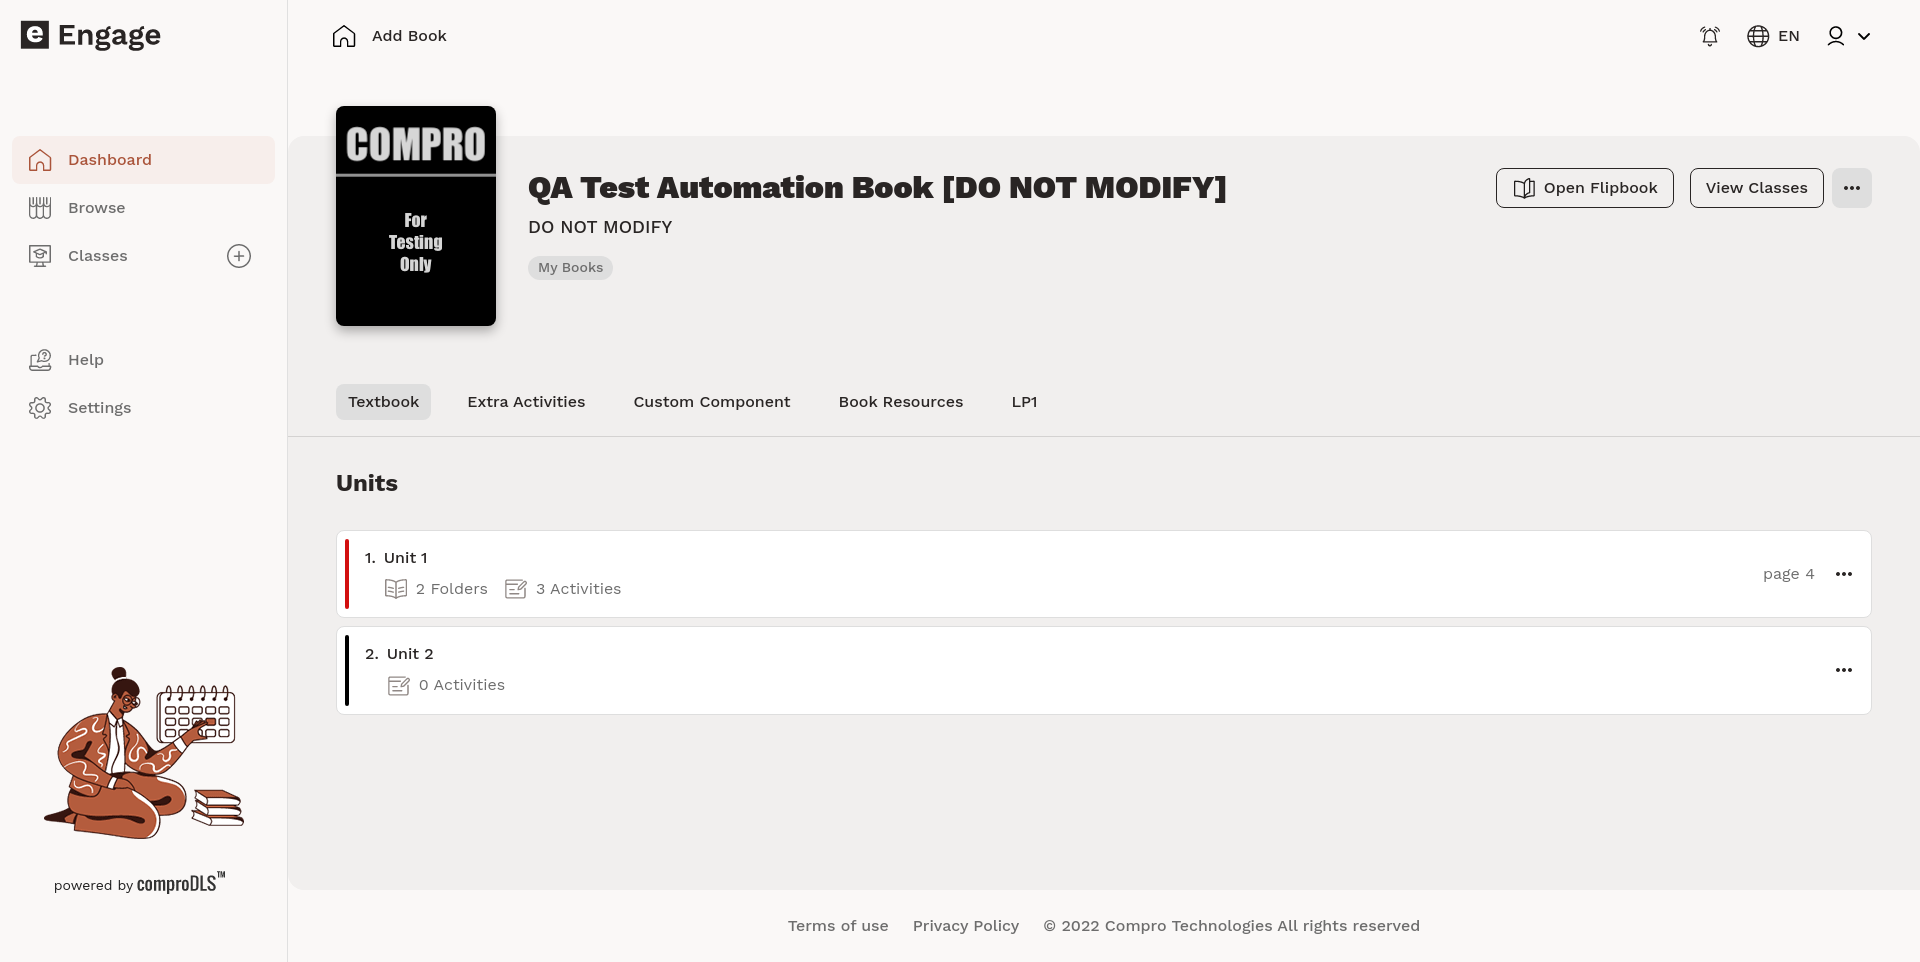 e Engage
Add Book
EN
Dashboard
Browse
Classes
Help
Settings
powered by comproDLS™
COMPRO
For
Testing
Only
QA Test Automation Book [DO NOT MODIFY]
DO NOT MODIFY
My Books
Open Flipbook
View Classes
Textbook
Extra Activities
Custom Component
Book Resources
LP1
Units
1. Unit 1
2 Folders 3 Activities
page 4
2. Unit 2
0 Activities
Terms of use Privacy Policy © 2022 Compro Technologies All rights reserved